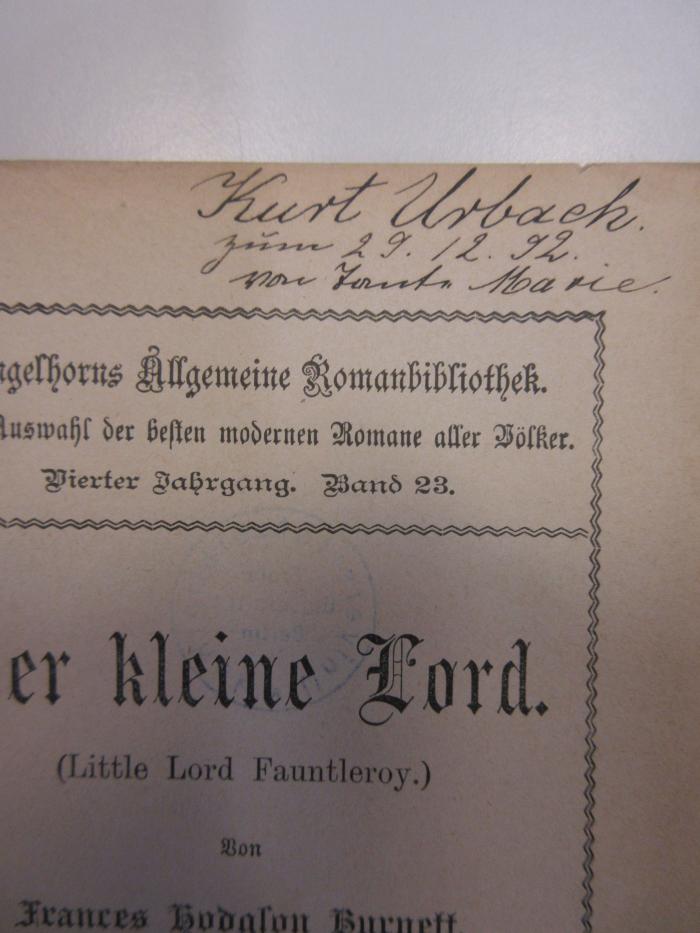 Kurt Urbach.
zum 29. 12. 92.
von Tante Marie.
ngelhorns Allgemeine Romanbibliothek.
Auswahl der besten modernen Romane aller Völker.
Vierter Jahrgang. Band 23.
er kleine Lord.
(Little Lord Fauntleroy.)
Von
Frances Hodgson Burnett